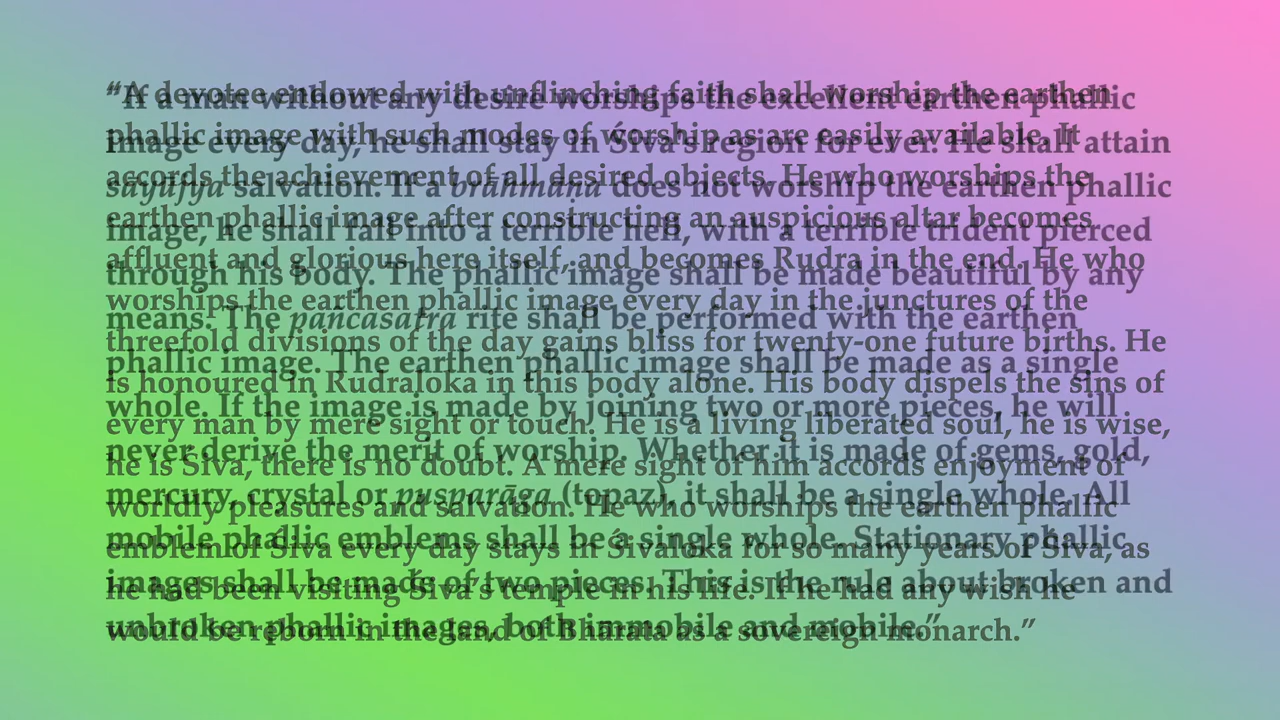 “A devotee endowed with unflinching faith shall worship the earthen
phallic image with such modes of worship as are easily available. It
accords the achievement of all desired objects. He who worships the
earthen phallic image after constructing an auspicious altar becomes
affluent and glorious here itself, and becomes Rudra in the end. He who
worships the earthen phallic image every day in the junctures of the
threefold divisions of the day gains bliss for twenty-one future births. He
is honoured in Rudraloka in this body alone. His body dispels the sins of
every man by mere sight or touch. He is a living liberated soul, he is wise,
he is Śiva, there is no doubt. A mere sight of him accords enjoyment of
worldly pleasures and salvation. He who worships the earthen phallic
emblem of Śiva every day stays in Śivaloka for so many years of Śiva, as
he had been visiting Śiva’s temple in his life. If he had any wish he
would be reborn in the land of Bhārata as a sovereign monarch.”
“If a man without any desire worships the excellent earthen phallic
image every day, he shall stay in Śiva’s region for ever. He shall attain
sāyujya salvation. If a brāhmaṇa does not worship the earthen phallic
image, he shall fall into a terrible hell, with a terrible trident pierced
through his body. The phallic image shall be made beautiful by any
means. The pañcasūtra rite shall be performed with the earthen
phallic image. The earthen phallic image shall be made as a single
whole. If the image is made by joining two or more pieces, he will
never derive the merit of worship. Whether it is made of gems, gold,
mercury, crystal or puṣparāga (topaz), it shall be a single whole. All
mobile phallic emblems shall be a single whole. Stationary phallic
images shall be made of two pieces. This is the rule about broken and
unbroken phallic images, both immobile and mobile.”